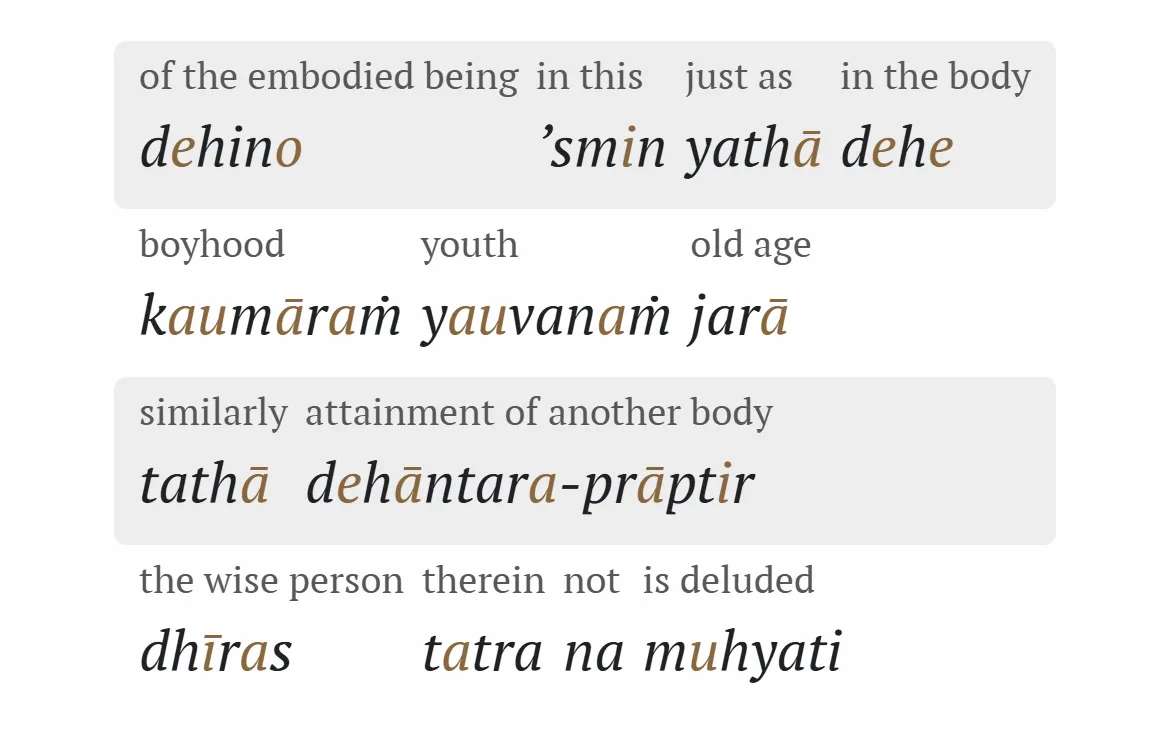 of the embodied being in this just as in the body
dehino ’smin yathā dehe
boyhood youth old age
kaumāraṁ yauvanaṁ jarā
similarly attainment of another body
tathā dehāntara-prāptir
the wise person therein not is deluded
dhīras tatra na muhyati